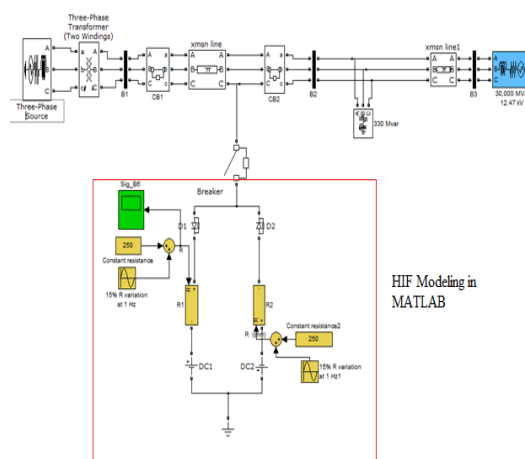 Three-Phase
Transformer
(Two Windings)
xmsn line
xmsn line1
A
B
C
A a
B b
C c
B1
CB1
CB2
B2
B3
Three-Phase
Source
330 Mvar
30,000 MV
12.47 kV
Breaker
Sig_B6
D1
D2
250
R
Constant resistance
15% R variation
at 1 Hz
R1
R2
R
Constant resistance2
250
DC1
DC2
15% R variation
at 1 Hz1
HIF Modeling in
MATLAB